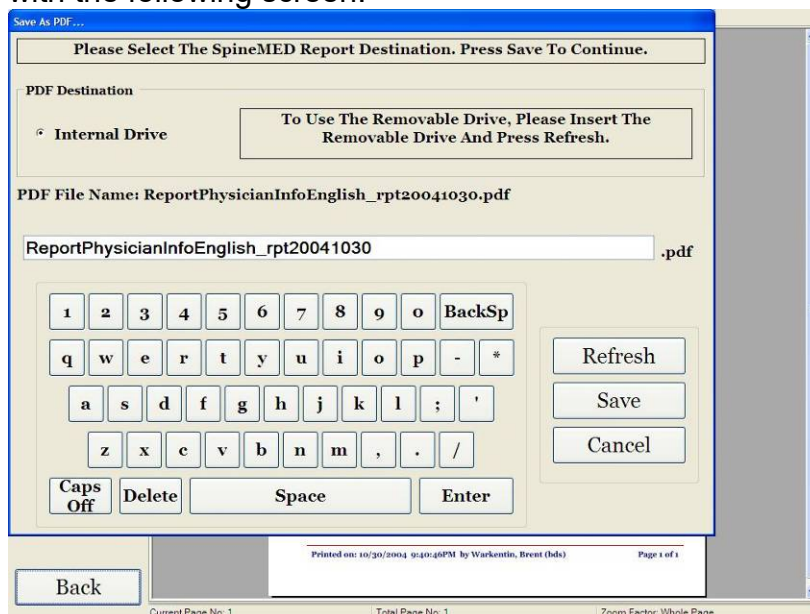 with the following screen:
Save As PDF...
Please Select The SpineMED Report Destination. Press Save To Continue.
PDF Destination
Internal Drive
To Use The Removable Drive, Please Insert The
Removable Drive And Press Refresh.
PDF File Name: ReportPhysicianInfoEnglish_rpt20041030.pdf
ReportPhysicianInfoEnglish_rpt20041030 .pdf
1 2 3 4 5 6 7 8 9 0 BackSp
q w e r t y u i o p - *
a s d f g h j k l ; '
z x c v b n m , . /
Caps Off Delete Space Enter
Refresh
Save
Cancel
Printed on: 10/30/2004 9:40:46PM by Warkentin, Brent (hds) Page 1 of 1
Back
Current Page No: 1 Total Page No: 1 Zoom Factor: Whole Page